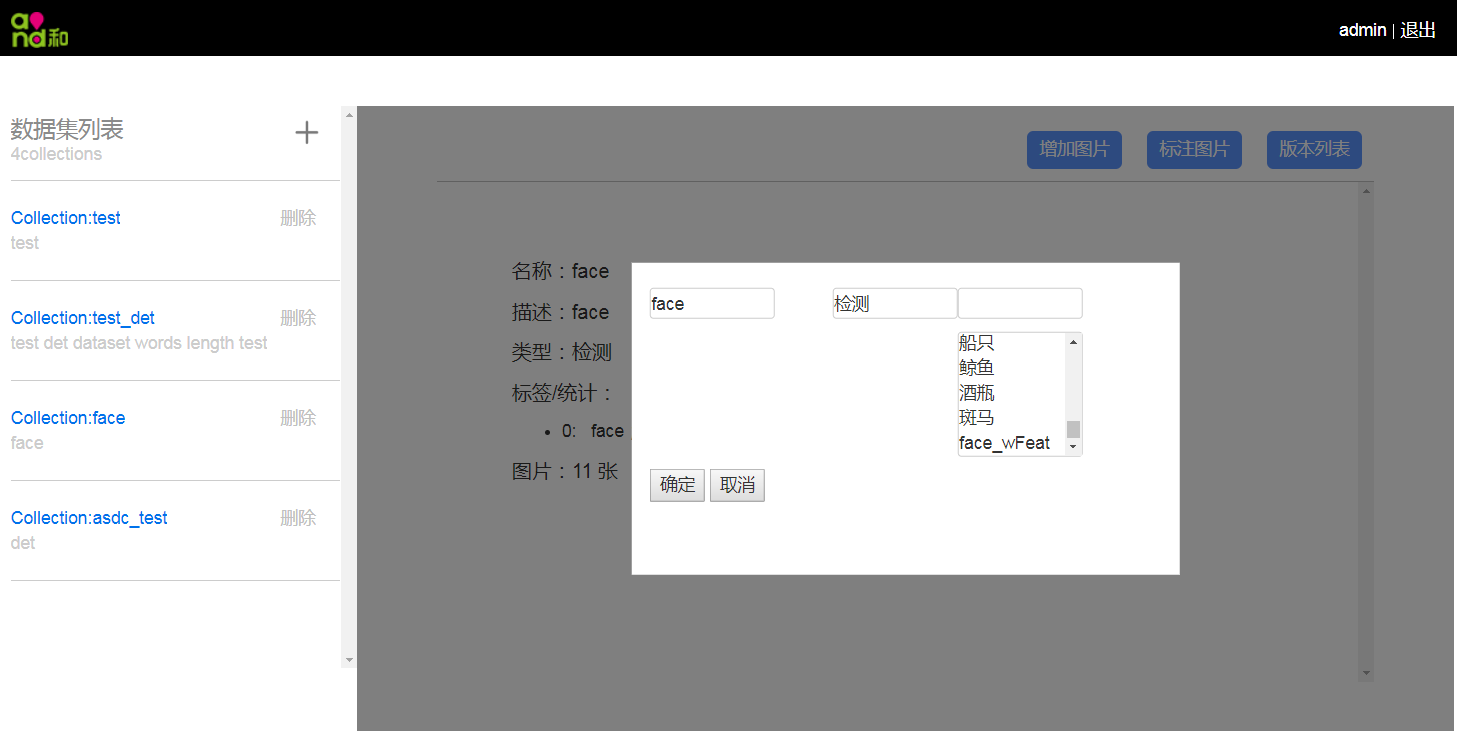 and和
admin | 退出
数据集列表
4collections
Collection:test 删除
test
Collection:test_det 删除
test det dataset words length test
Collection:face 删除
face
Collection:asdc_test 删除
det
增加图片 标注图片 版本列表
名称：face
描述：face
类型：检测
标签/统计：
0: face
图片：11 张
face 检测
船只
鲸鱼
酒瓶
斑马
face_wFeat
确定 取消